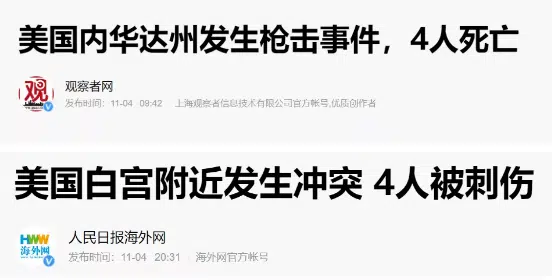 美国内华达州发生枪击事件，4人死亡
观
观察者网
发布时间：11-04 09:42 上海观察者信息技术有限公司官方帐号,优质创作者
美国白宫附近发生冲突 4人被刺伤
HWW
海外网
人民日报海外网
发布时间：11-04 20:31 海外网官方帐号